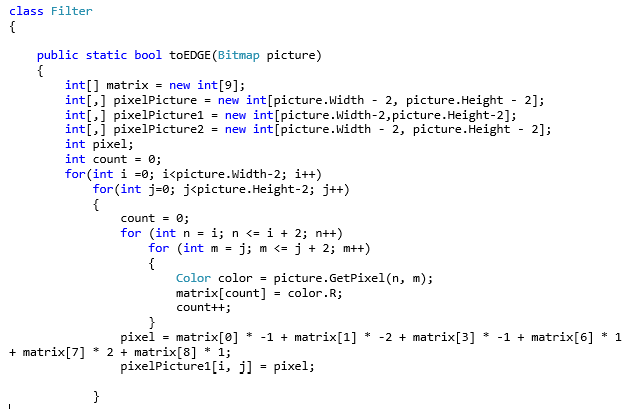 class Filter
{
public static bool toEDGE(Bitmap picture)
{
int[] matrix = new int[9];
int[,] pixelPicture = new int[picture.Width - 2, picture.Height - 2];
int[,] pixelPicture1 = new int[picture.Width-2,picture.Height-2];
int[,] pixelPicture2 = new int[picture.Width - 2, picture.Height - 2];
int pixel;
int count = 0;
for(int i =0; i<picture.Width-2; i++)
for(int j=0; j<picture.Height-2; j++)
{
count = 0;
for (int n = i; n <= i + 2; n++)
for (int m = j; m <= j + 2; m++)
{
Color color = picture.GetPixel(n, m);
matrix[count] = color.R;
count++;
}
pixel = matrix[0] * -1 + matrix[1] * -2 + matrix[3] * -1 + matrix[6] * 1
+ matrix[7] * 2 + matrix[8] * 1;
pixelPicture1[i, j] = pixel;
}